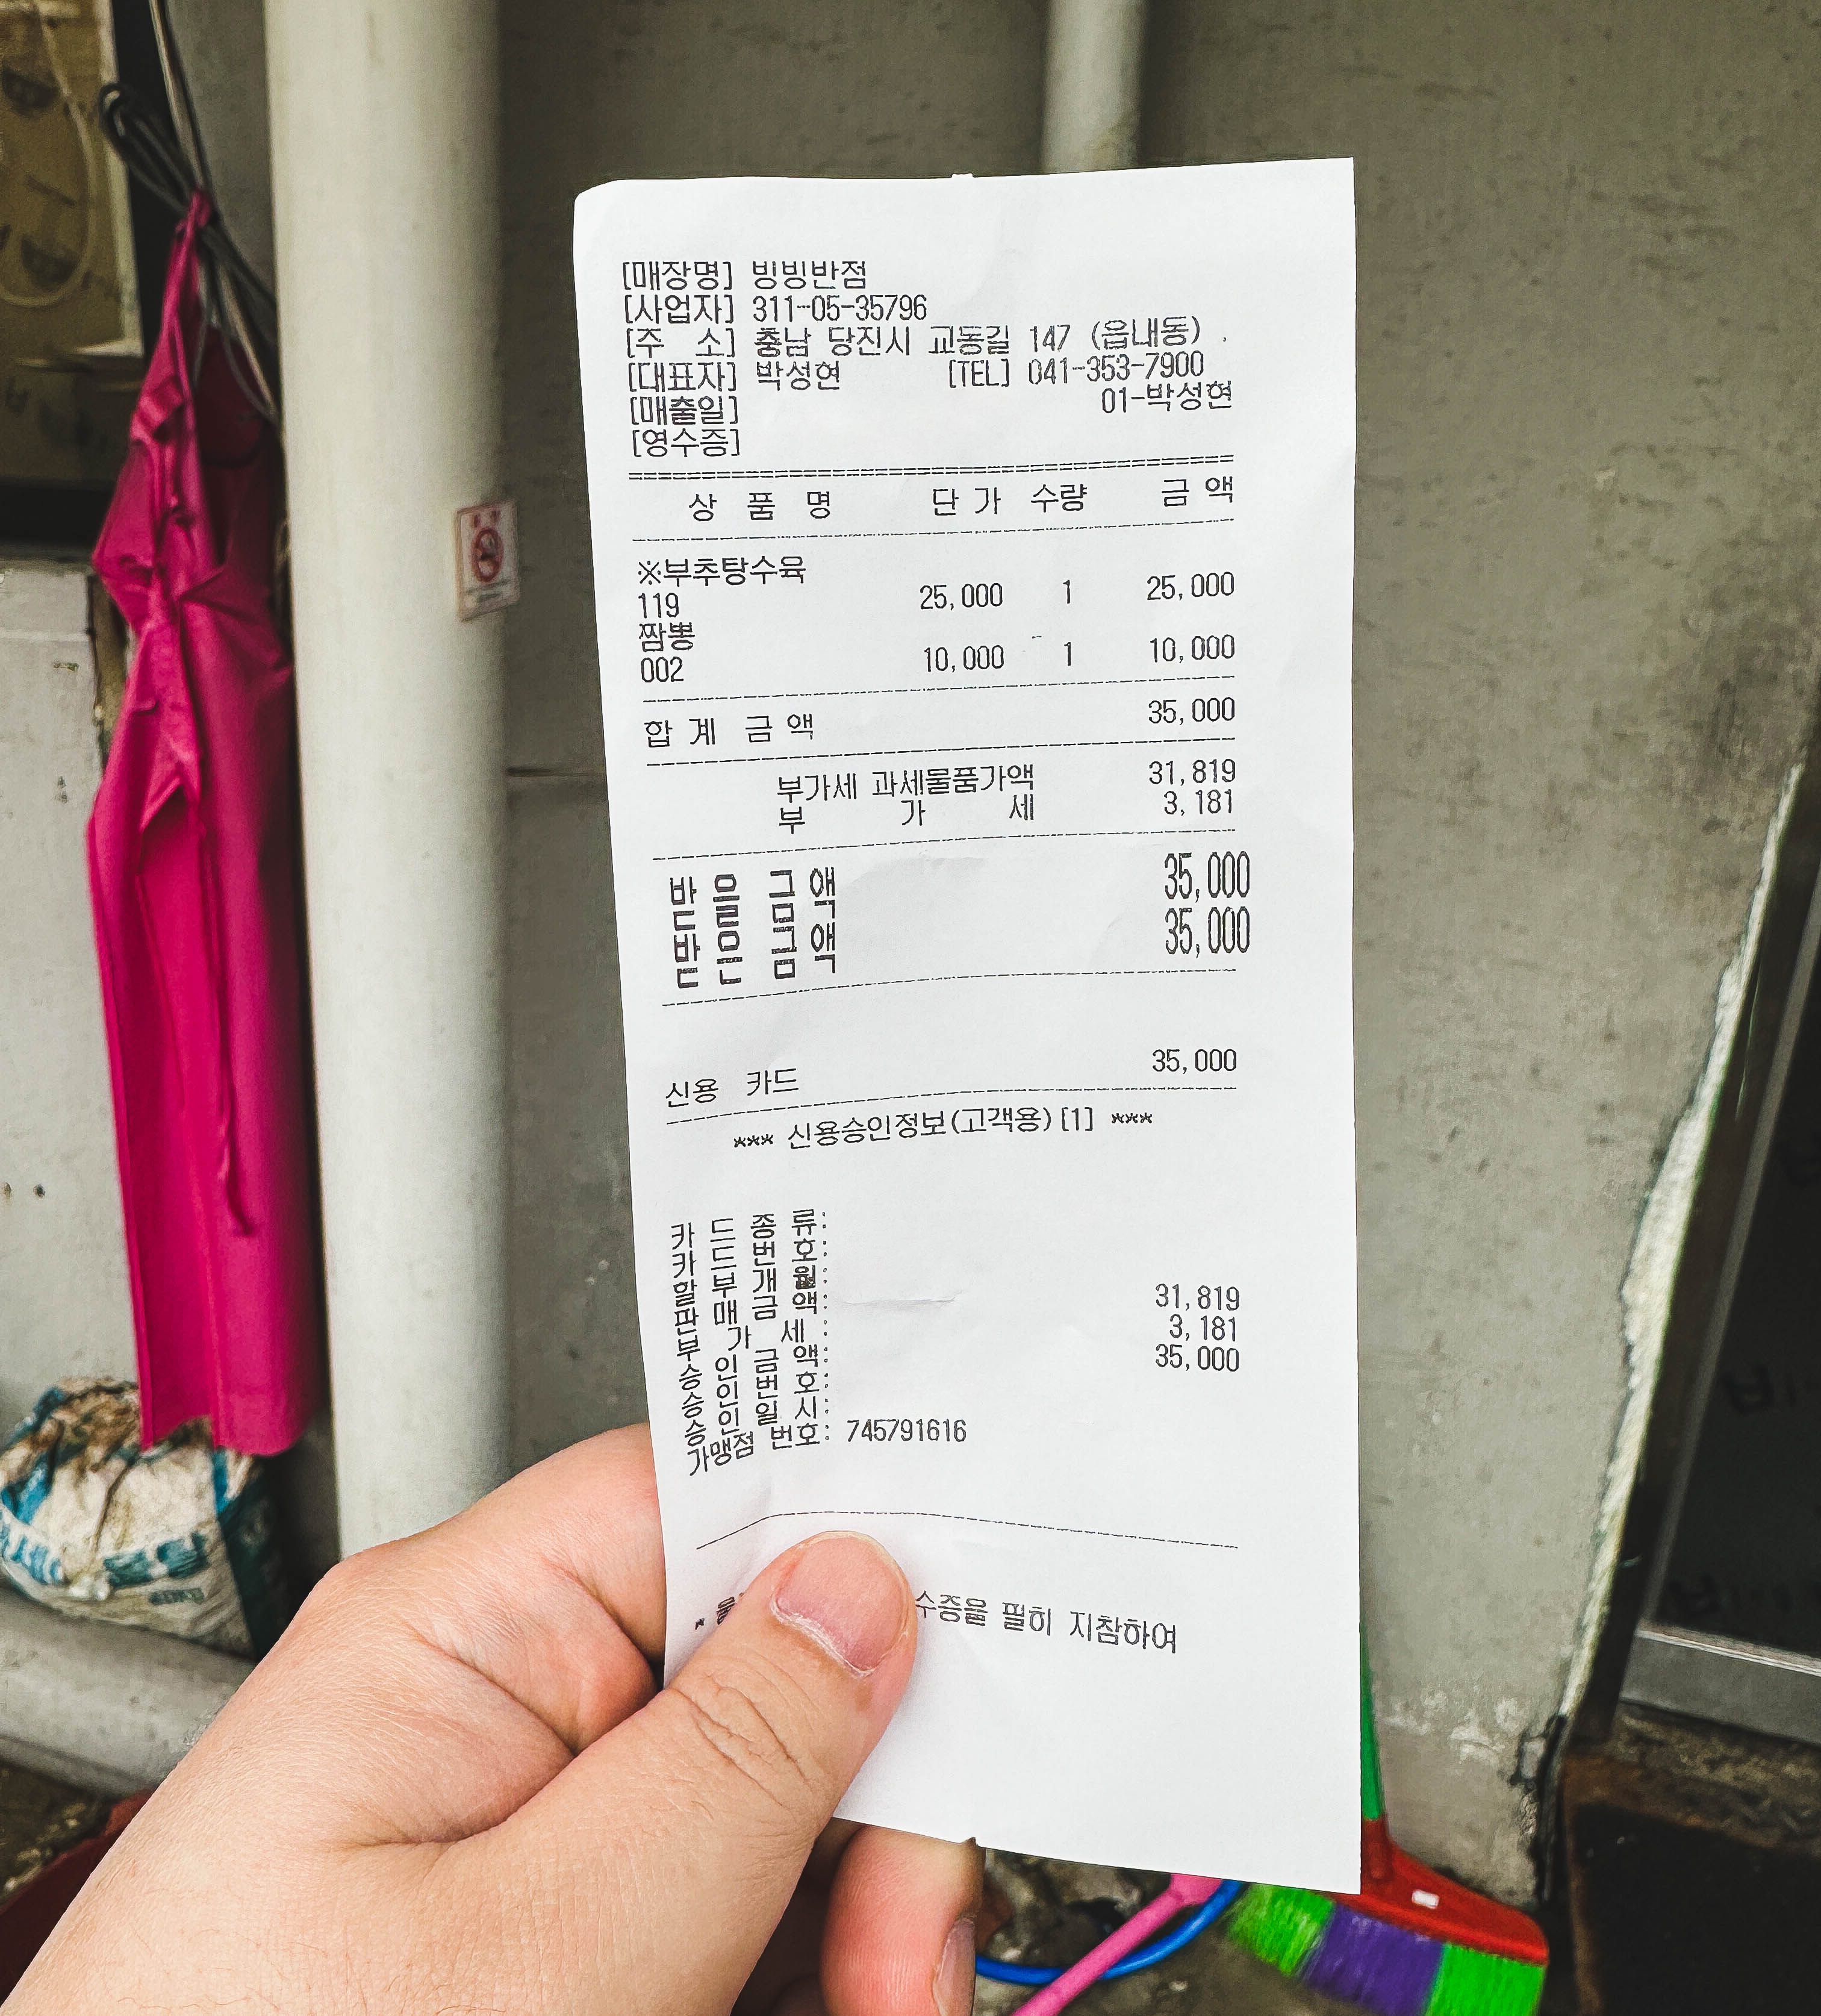 [매장명] 빙빙반점
[사업자] 311-05-35796
[주 소] 충남 당진시 교동길 147 (읍내동)
[대표자] 박성현 [TEL] 041-353-7900
[매출일] 01-박성현
[영수증]
상 품 명 단 가 수량 금 액
※부추탕수육
119 25,000 1 25,000
짬뽕
002 10,000 1 10,000
합 계 금 액 35,000
부가세 과세물품가액 31,819
부 가 세 3,181
받 을 금 액 35,000
받 은 금 액 35,000
신용 카드 35,000
*** 신용승인정보(고객용)[1] ***
카 드 종 류:
카 드 번 호:
할 부 개 월:
판 매 금 액: 31,819
부 가 세 : 3,181
승 인 금 액: 35,000
승 인 번 호:
승 인 일 시:
가맹점 번호: 745791616
* 수증을 필히 지참하여